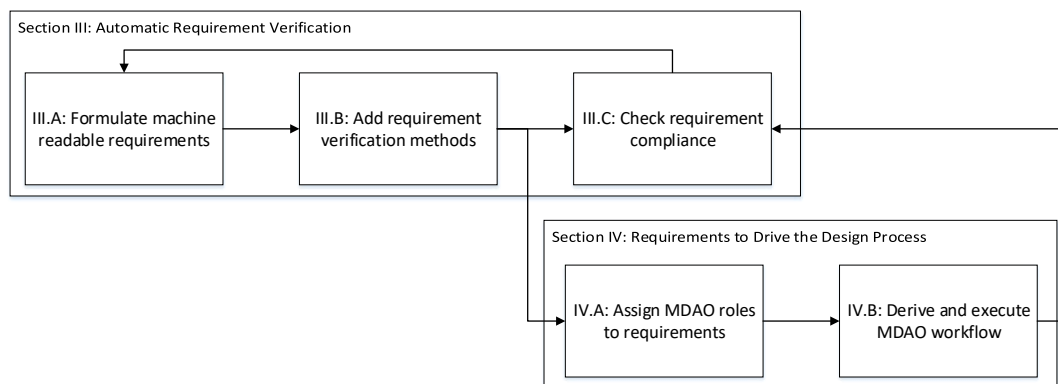 Section III: Automatic Requirement Verification
III.A: Formulate machine
readable requirements
III.B: Add requirement
verification methods
III.C: Check requirement
compliance
Section IV: Requirements to Drive the Design Process
IV.A: Assign MDAO roles
to requirements
IV.B: Derive and execute
MDAO workflow